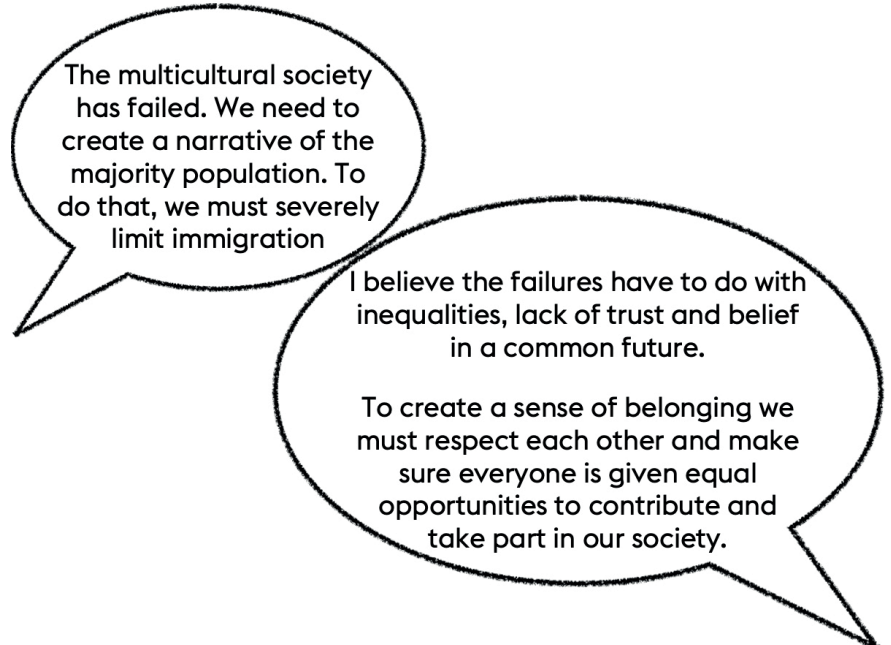 The multicultural society
has failed. We need to
create a narrative of the
majority population. To
do that, we must severely
limit immigration
I believe the failures have to do with
inequalities, lack of trust and belief
in a common future.
To create a sense of belonging we
must respect each other and make
sure everyone is given equal
opportunities to contribute and
take part in our society.